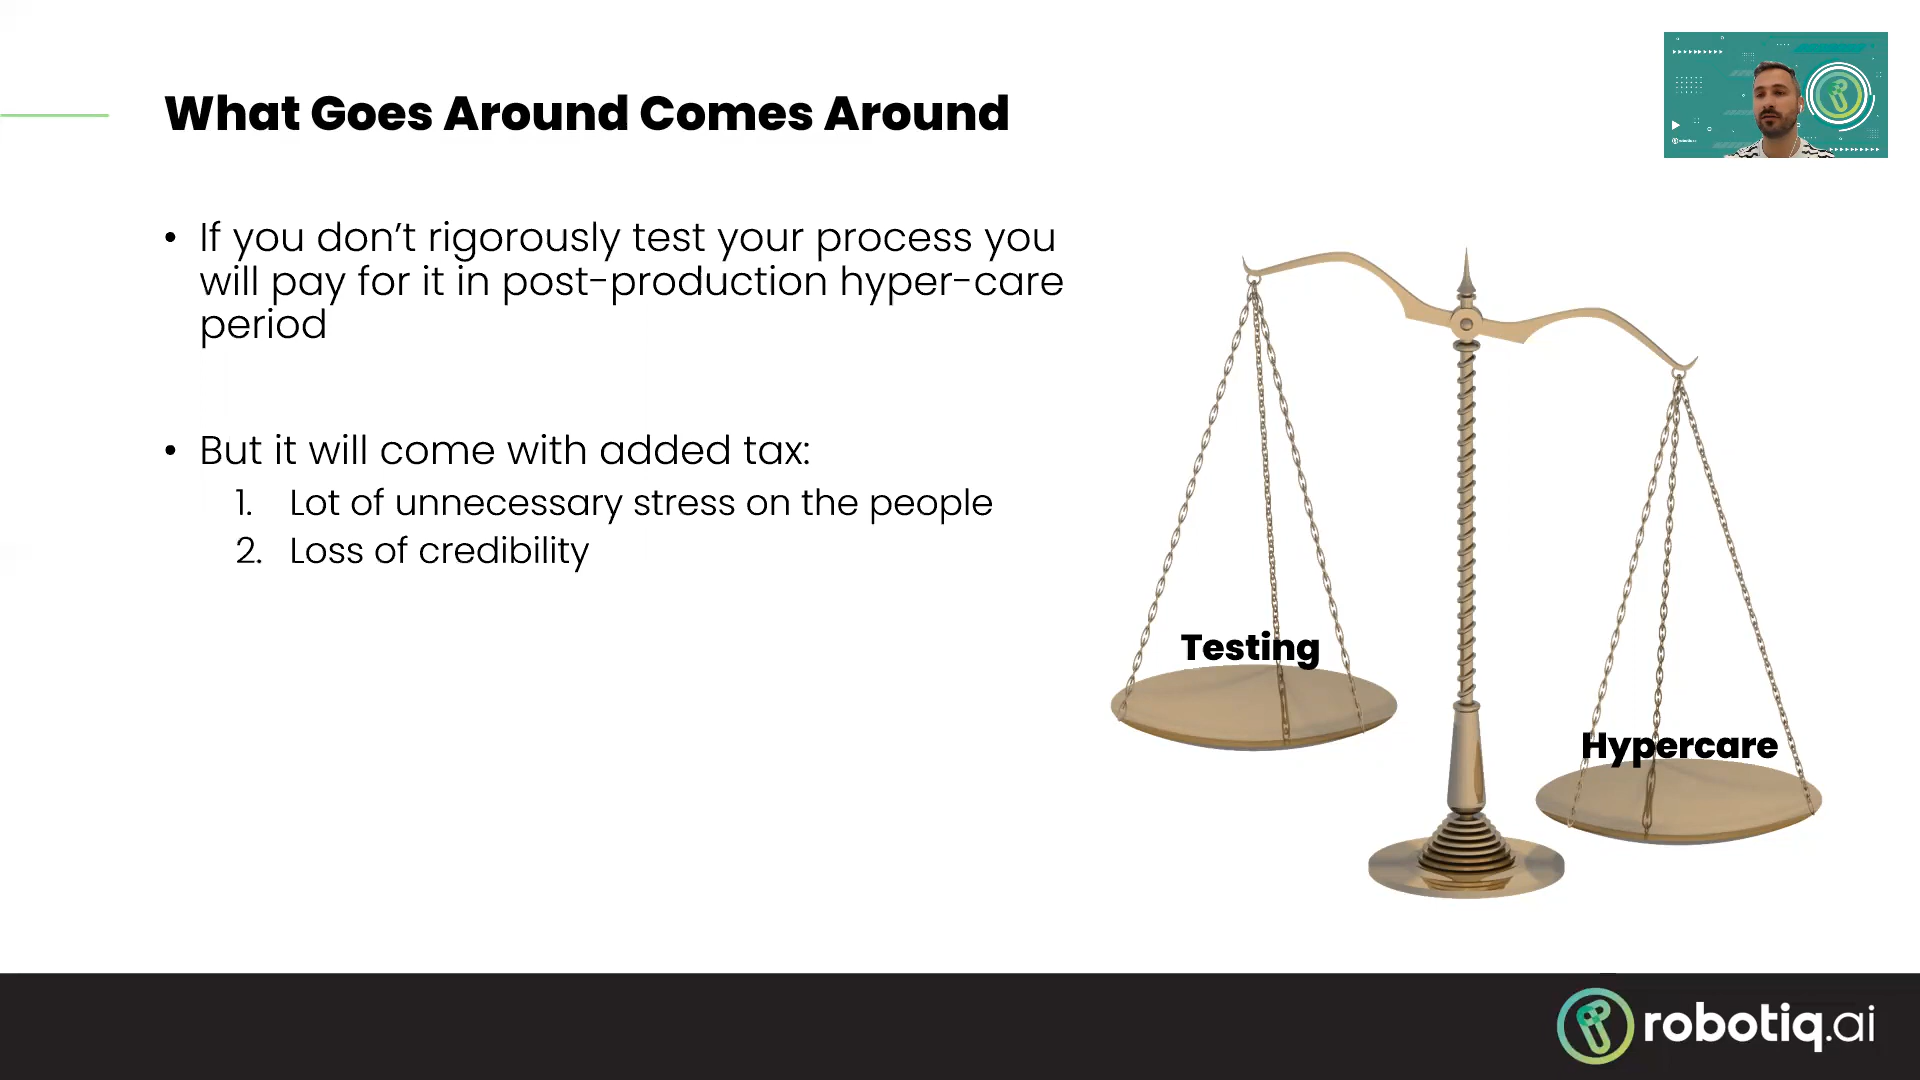 What Goes Around Comes Around
• If you don’t rigorously test your process you
will pay for it in post-production hyper-care
period
• But it will come with added tax:
1. Lot of unnecessary stress on the people
2. Loss of credibility
Testing
Hypercare
robotiq.ai